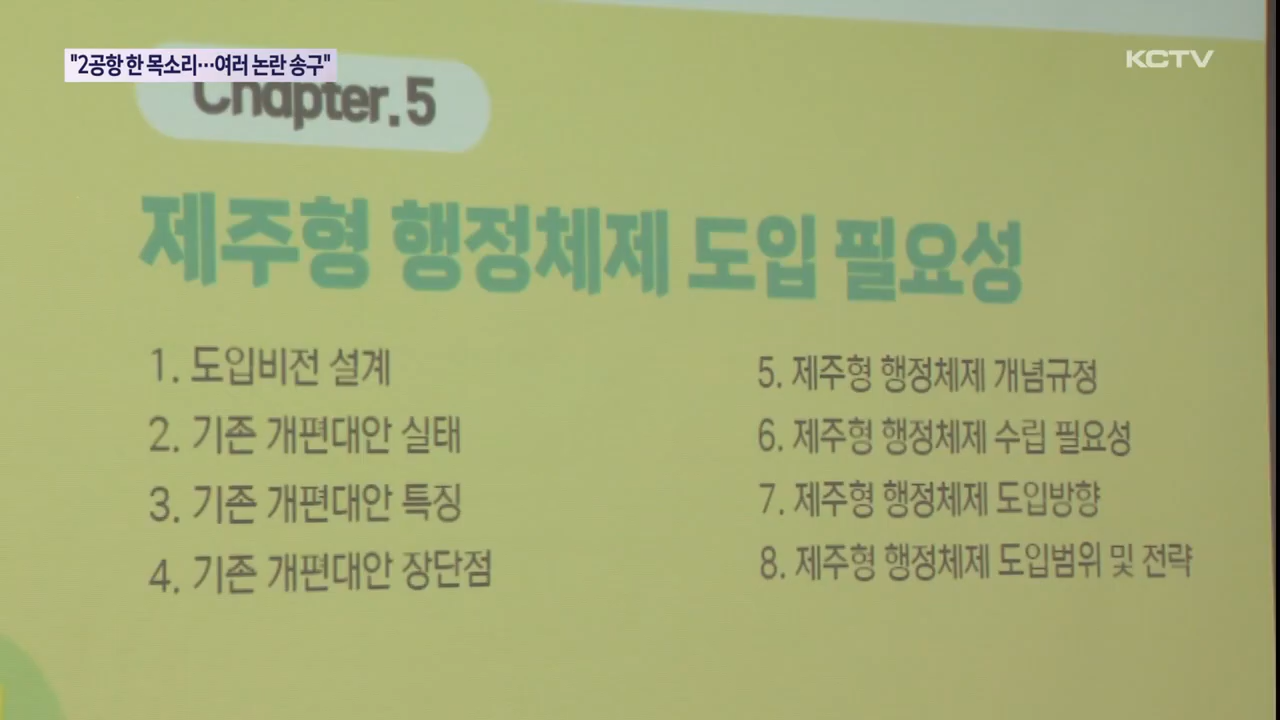 "2공항 한 목소리…여러 논란 송구"
KCTV
Chapter.5
제주형 행정체제 도입 필요성
1. 도입비전 설계
2. 기존 개편대안 실태
3. 기존 개편대안 특징
4. 기존 개편대안 장단점
5. 제주형 행정체제 개념규정
6. 제주형 행정체제 수립 필요성
7. 제주형 행정체제 도입방향
8. 제주형 행정체제 도입범위 및 전략